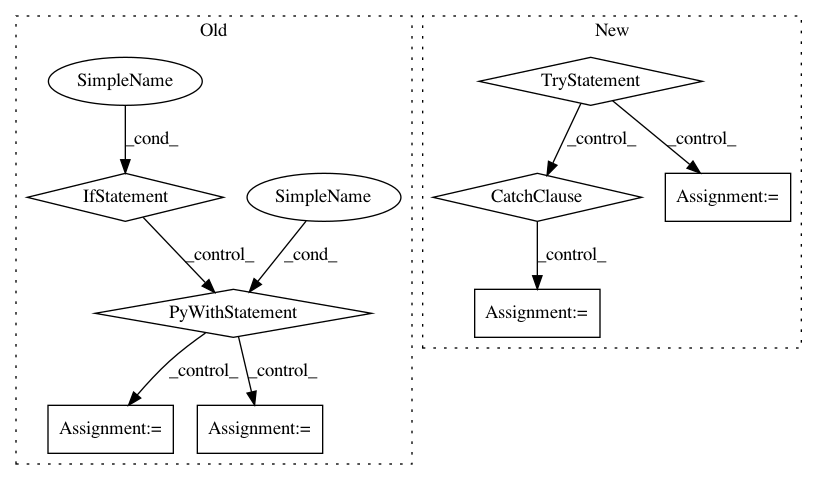 Old
New
SimpleName
TryStatement
_cond_
_control_
_control_
IfStatement
SimpleName
CatchClause
Assignment:=
_control_
_cond_
_control_
PyWithStatement
Assignment:=
_control_
_control_
Assignment:=
Assignment:=